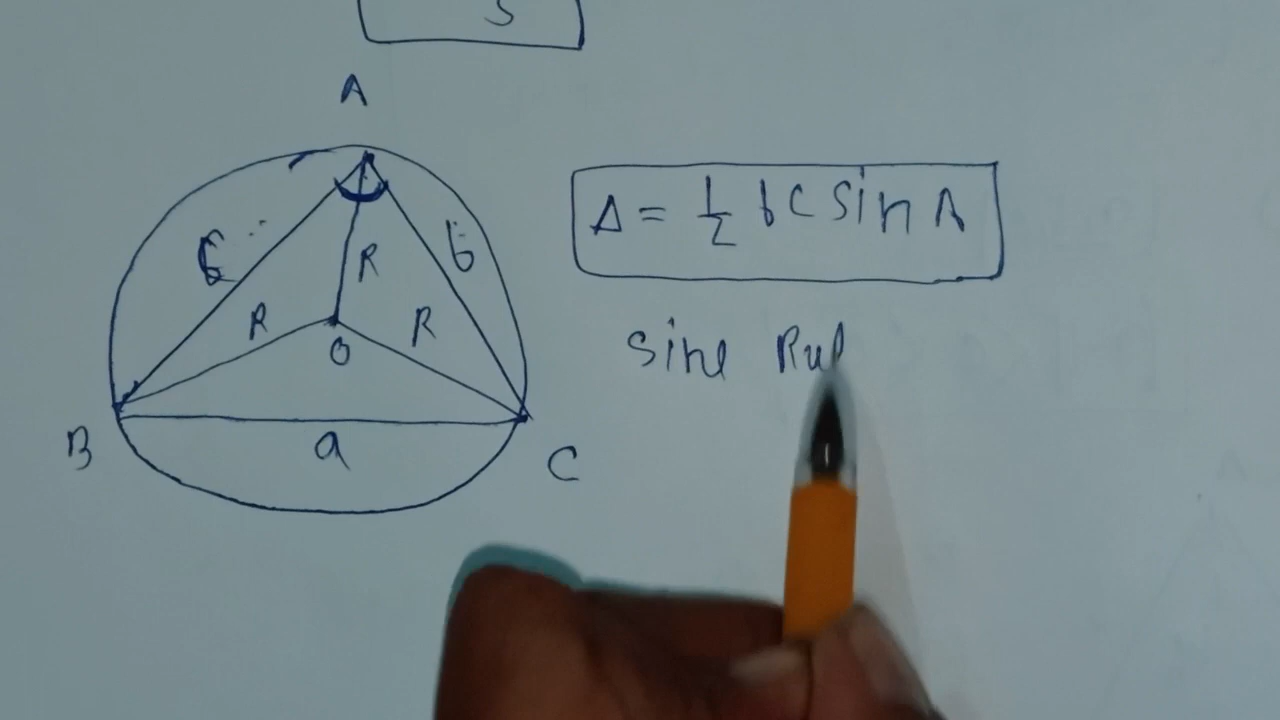 s
A
Δ = 1/2 bc sin A
c
b
R
R
R
O
Sine Rul
B
a
C